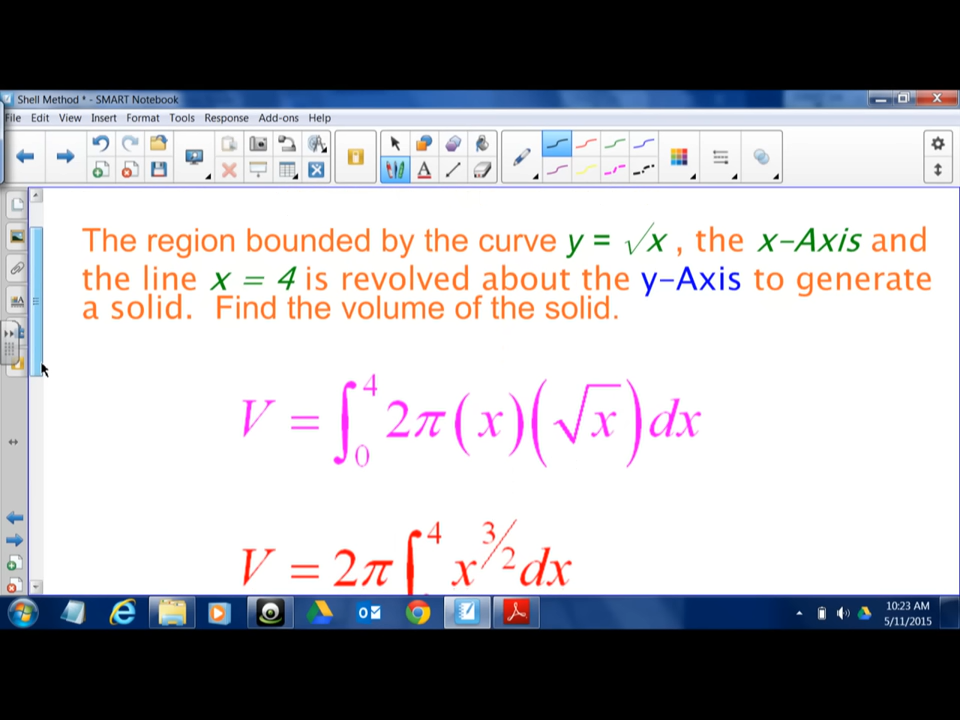 Shell Method * - SMART Notebook
File Edit View Insert Format Tools Response Add-ons Help
The region bounded by the curve y = √x , the x-Axis and
the line x = 4 is revolved about the y-Axis to generate
a solid. Find the volume of the solid.
V = ∫₀⁴ 2π(x)(√x)dx
V = 2π∫⁴ x^{3/2}dx
10:23 AM
5/11/2015